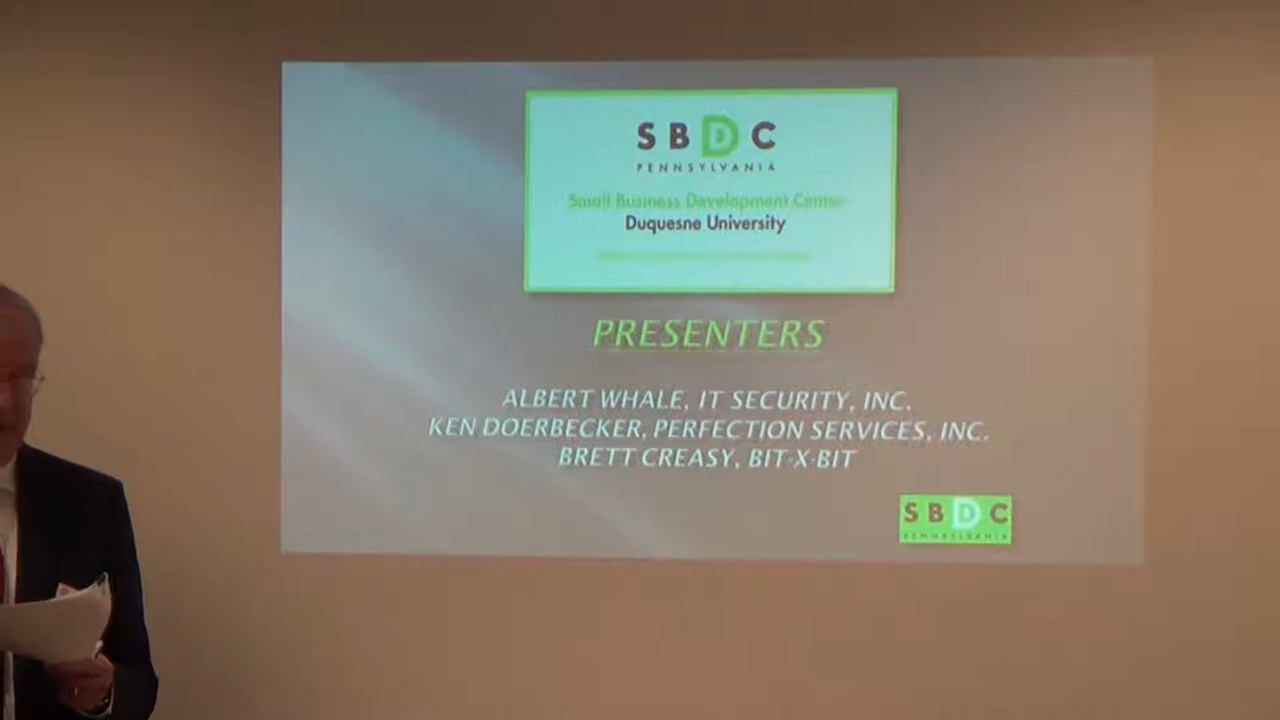 SBDC
PENNSYLVANIA
Small Business Development Center
Duquesne University
PRESENTERS
ALBERT WHALE, IT SECURITY, INC.
KEN DOERBECKER, PERFECTION SERVICES, INC.
BRETT CREASY, BIT-X-BIT
SBDC
PENNSYLVANIA